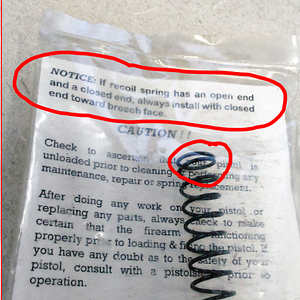 NOTICE: If recoil spring has an open end
and a closed end, always install with closed
end toward breech face.
CAUTION!!
Check to ascertain your pistol is
unloaded prior to cleaning performing any
maintenance, repair or spring replacement.
After doing any work on your pistol or
replacing any parts, always check to make
certain that the firearm functioning
properly prior to loading & firing the pistol. If
you have any doubt as to the safety of your
pistol, consult with a pistolsmith prior to
operation.